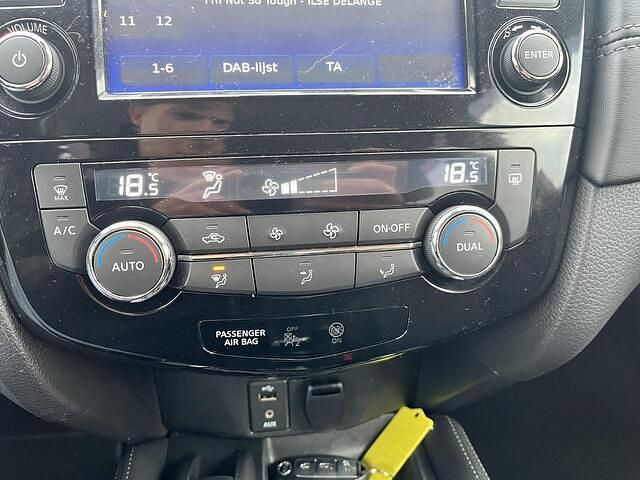 I'm Not So Tough - ILSE DELANGE
11 12
VOLUME
1-6 DAB-lijst TA
ENTER
MAX
18.5°C
18.5°C
A/C
ON·OFF
AUTO
DUAL
PASSENGER
AIR BAG
OFF
ON
AUX